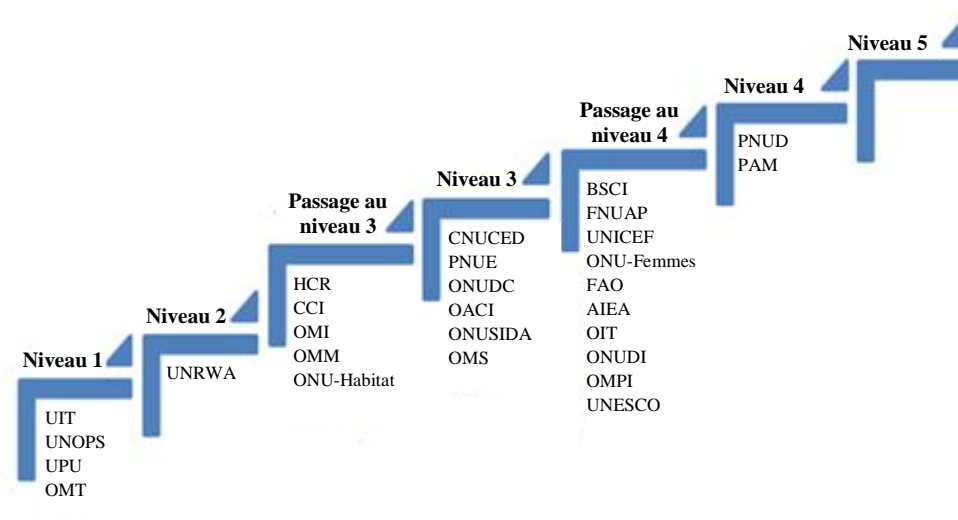 Niveau 1
UIT
UNOPS
UPU
OMT
Niveau 2
UNRWA
Passage au
niveau 3
HCR
CCI
OMI
OMM
ONU-Habitat
Niveau 3
CNUCED
PNUE
ONUDC
OACI
ONUSIDA
OMS
Passage au
niveau 4
BSCI
FNUAP
UNICEF
ONU-Femmes
FAO
AIEA
OIT
ONUDI
OMPI
UNESCO
Niveau 4
PNUD
PAM
Niveau 5